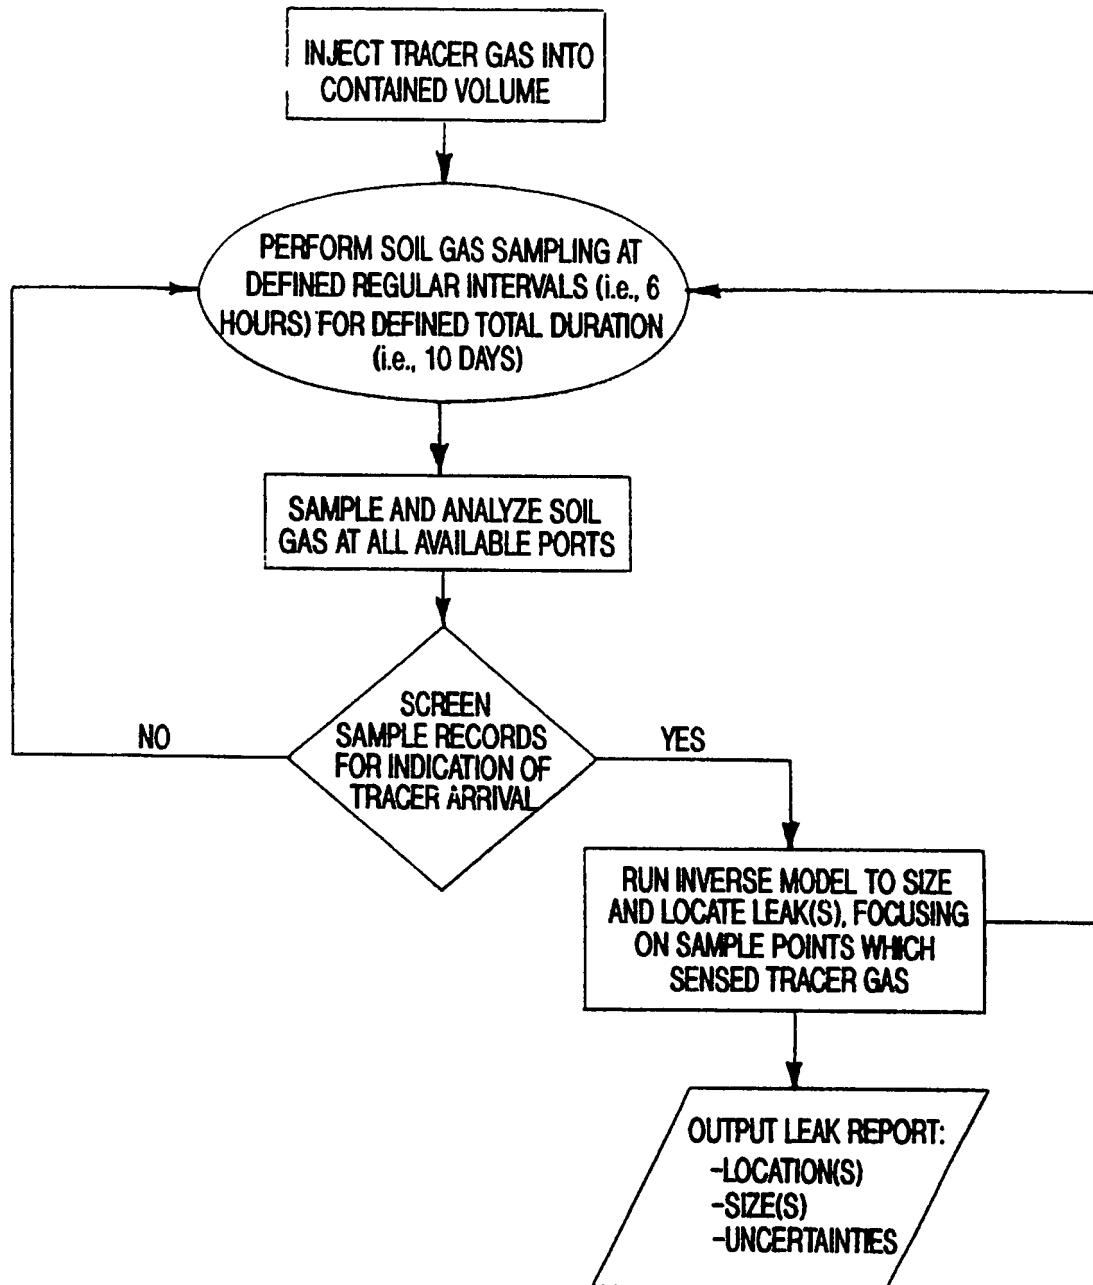 INJECT TRACER GAS INTO
CONTAINED VOLUME
PERFORM SOIL GAS SAMPLING AT
DEFINED REGULAR INTERVALS (i.e., 6
HOURS) FOR DEFINED TOTAL DURATION
(i.e., 10 DAYS)
SAMPLE AND ANALYZE SOIL
GAS AT ALL AVAILABLE PORTS
SCREEN
SAMPLE RECORDS
FOR INDICATION OF
TRACER ARRIVAL
NO
YES
RUN INVERSE MODEL TO SIZE
AND LOCATE LEAK(S), FOCUSING
ON SAMPLE POINTS WHICH
SENSED TRACER GAS
OUTPUT LEAK REPORT:
-LOCATION(S)
-SIZE(S)
-UNCERTAINTIES